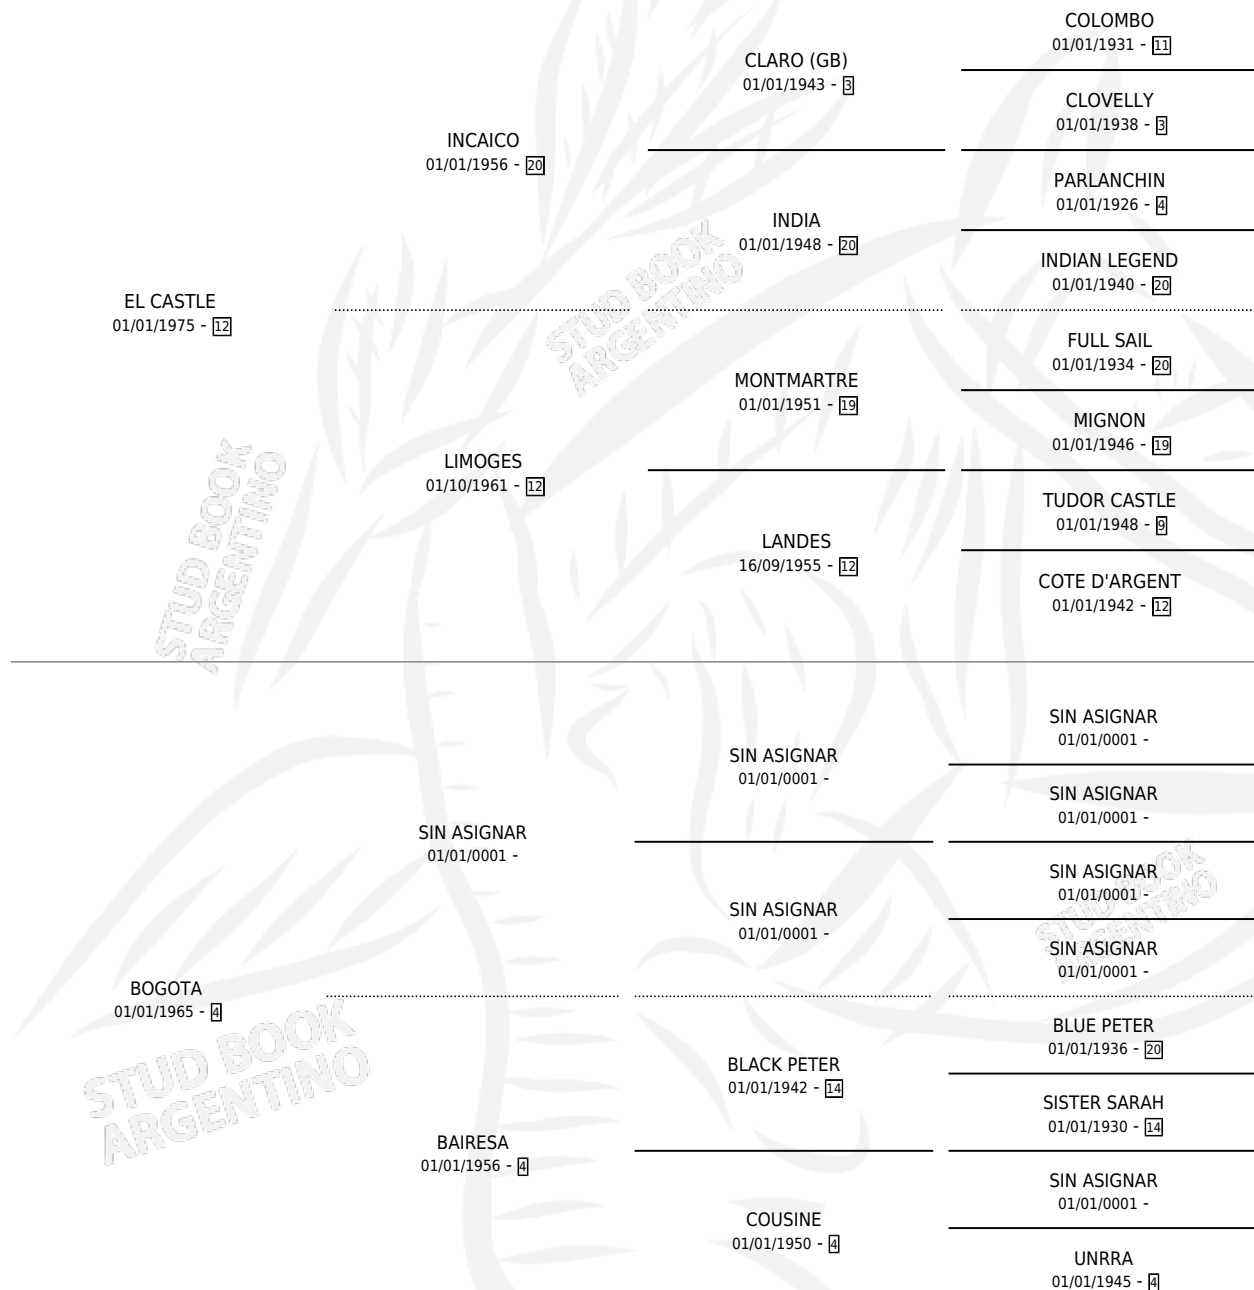 COLOMBO
01/01/1931 - 11
CLARO (GB)
01/01/1943 - 3
CLOVELLY
01/01/1938 - 3
INCAICO
01/01/1956 - 20
PARLANCHIN
01/01/1926 - 4
INDIA
01/01/1948 - 20
INDIAN LEGEND
01/01/1940 - 20
EL CASTLE
01/01/1975 - 12
FULL SAIL
01/01/1934 - 20
MONTMARTRE
01/01/1951 - 19
MIGNON
01/01/1946 - 19
LIMOGES
01/10/1961 - 12
TUDOR CASTLE
01/01/1948 - 9
LANDES
16/09/1955 - 12
COTE D'ARGENT
01/01/1942 - 12
SIN ASIGNAR
01/01/0001 -
SIN ASIGNAR
01/01/0001 -
SIN ASIGNAR
01/01/0001 -
SIN ASIGNAR
01/01/0001 -
SIN ASIGNAR
01/01/0001 -
SIN ASIGNAR
01/01/0001 -
SIN ASIGNAR
01/01/0001 -
BOGOTA
01/01/1965 - 4
BLUE PETER
01/01/1936 - 20
BLACK PETER
01/01/1942 - 14
SISTER SARAH
01/01/1930 - 14
BAIRESA
01/01/1956 - 4
SIN ASIGNAR
01/01/0001 -
COUSINE
01/01/1950 - 4
UNRRA
01/01/1945 - 4
STUD BOOK
ARGENTINO
STUD BOOK
ARGENTINO
STUD BOOK
ARGENTINO
STUD BOOK
ARGENTINO